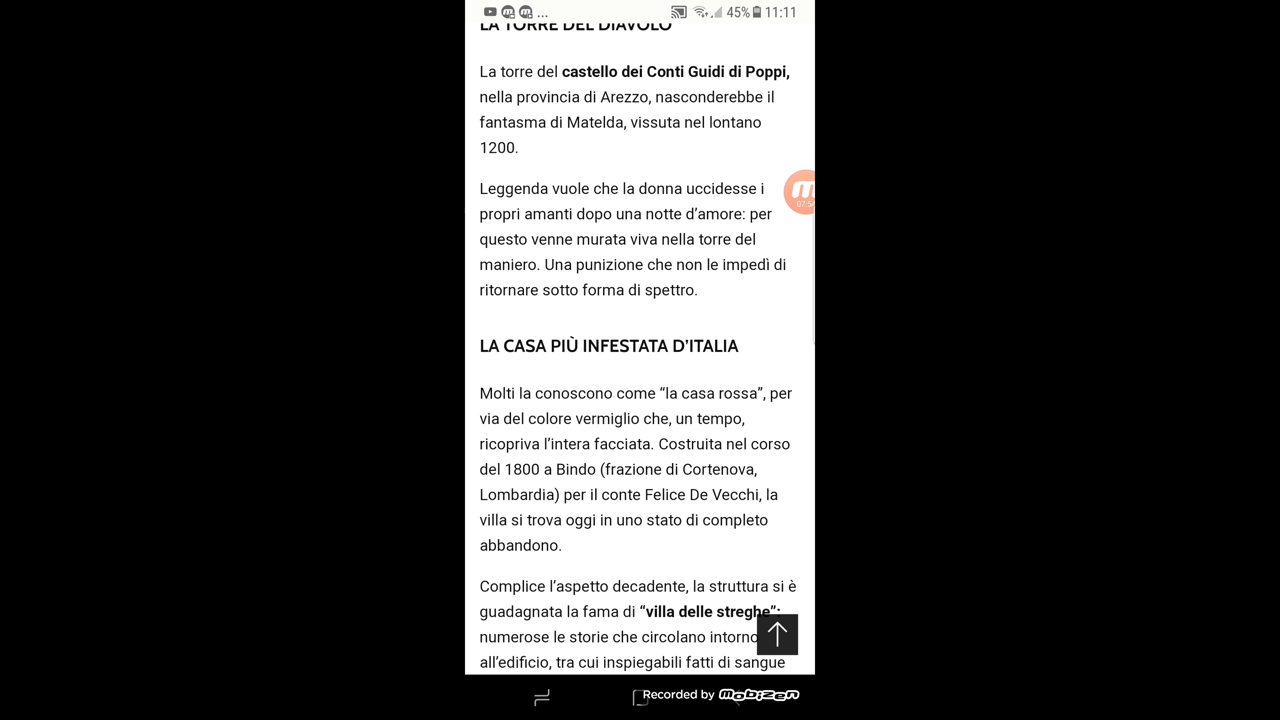 ... 45% 11:11
LA TORRE DEL DIAVOLO
La torre del castello dei Conti Guidi di Poppi,
nella provincia di Arezzo, nasconderebbe il
fantasma di Matelda, vissuta nel lontano
1200.
07:54
Leggenda vuole che la donna uccidesse i
propri amanti dopo una notte d’amore: per
questo venne murata viva nella torre del
maniero. Una punizione che non le impedì di
ritornare sotto forma di spettro.
LA CASA PIÙ INFESTATA D’ITALIA
Molti la conoscono come “la casa rossa”, per
via del colore vermiglio che, un tempo,
ricopriva l’intera facciata. Costruita nel corso
del 1800 a Bindo (frazione di Cortenova,
Lombardia) per il conte Felice De Vecchi, la
villa si trova oggi in uno stato di completo
abbandono.
Complice l’aspetto decadente, la struttura si è
guadagnata la fama di “villa delle streghe”:
numerose le storie che circolano intorno
all’edificio, tra cui inspiegabili fatti di sangue
Recorded by mobizen